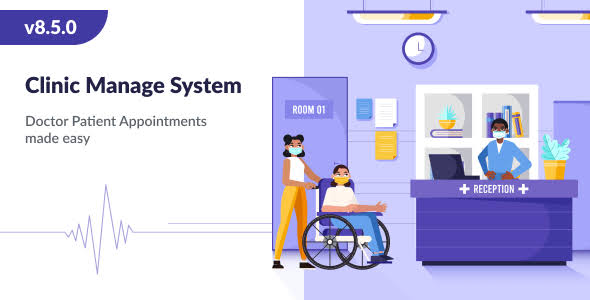 v8.5.0
Clinic Manage System
Doctor Patient Appointments
made easy
ROOM 01
RECEPTION